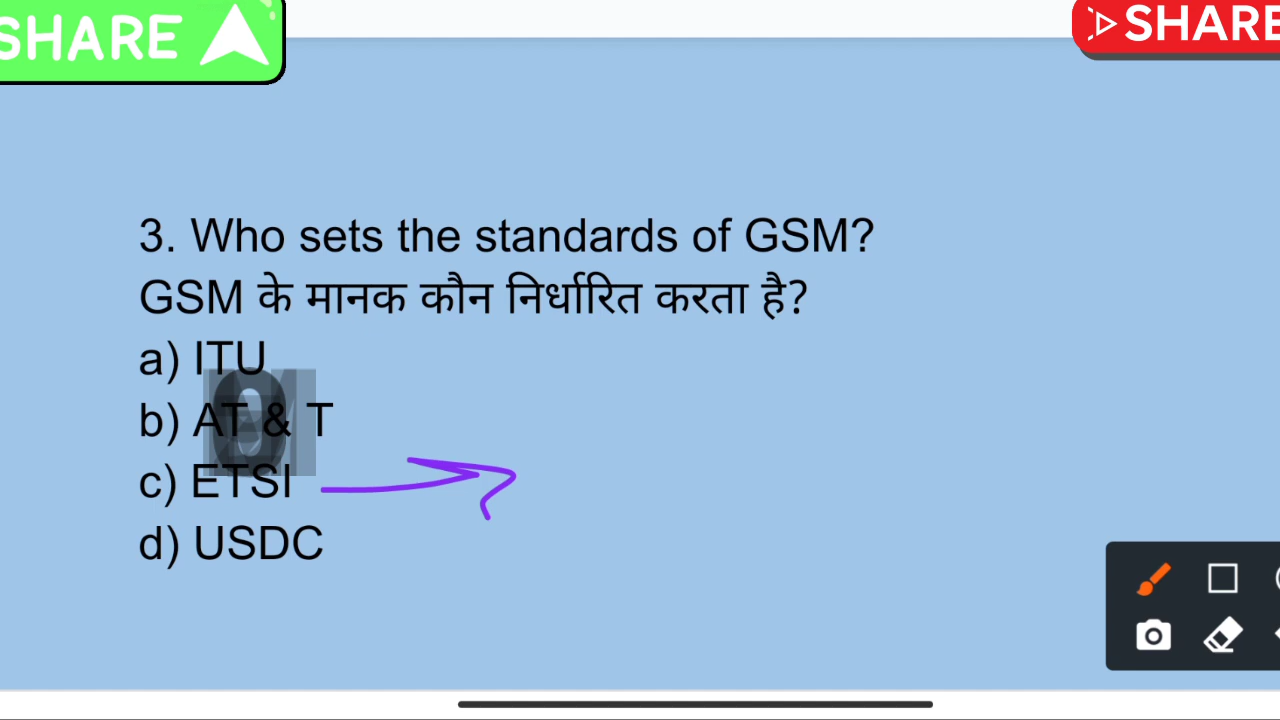 SHARE
SHARE
3. Who sets the standards of GSM?
GSM के मानक कौन निर्धारित करता है?
a) ITU
b) AT & T
c) ETSI
d) USDC